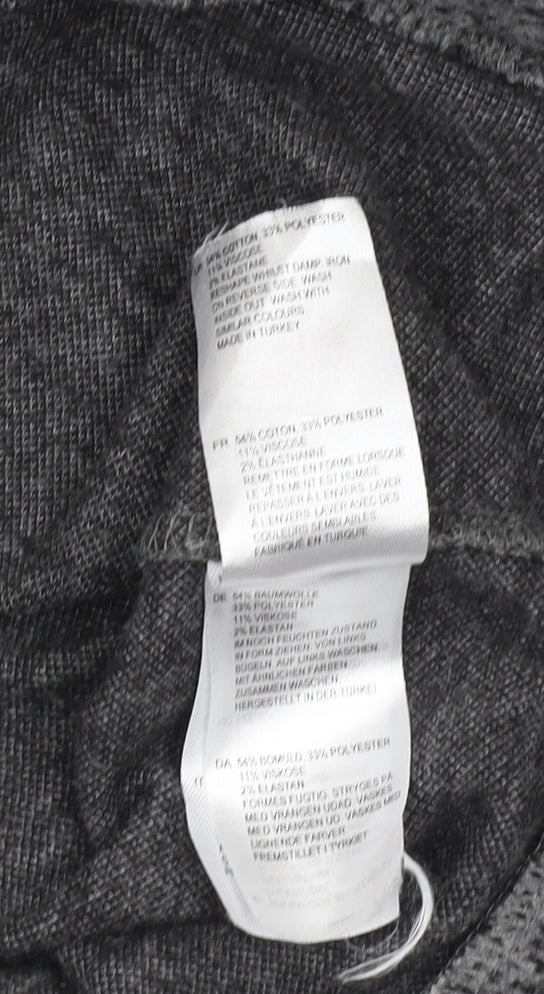 54% COTTON, 33% POLYESTER
11% VISCOSE
2% ELASTANE
RESHAPE WHILST DAMP. IRON
ON REVERSE SIDE. WASH
INSIDE OUT. WASH WITH
SIMILAR COLOURS
MADE IN TURKEY
FR 54% COTON, 33% POLYESTER
11% VISCOSE
2% ÉLASTHANNE
REMETTRE EN FORME LORSQUE
LE VÊTEMENT EST HUMIDE.
REPASSER À L'ENVERS. LAVER
À L'ENVERS. LAVER AVEC DES
COULEURS SEMBLABLES.
FABRIQUÉ EN TURQUIE
DE 54% BAUMWOLLE
33% POLYESTER
11% VISKOSE
2% ELASTAN
IM NOCH FEUCHTEN ZUSTAND
IN FORM ZIEHEN. VON LINKS
BÜGELN. AUF LINKS WASCHEN.
MIT ÄHNLICHEN FARBEN
ZUSAMMEN WASCHEN
HERGESTELLT IN DER TÜRKEI
DA 54% BOMULD, 33% POLYESTER
11% VISKOSE
2% ELASTAN
FORMES FUGTIG. STRYGES PÅ
MED VRANGEN UDAD. VASKES
MED VRANGEN UD. VASKES MED
LIGNENDE FARVER
FREMSTILLET I TYRKIET